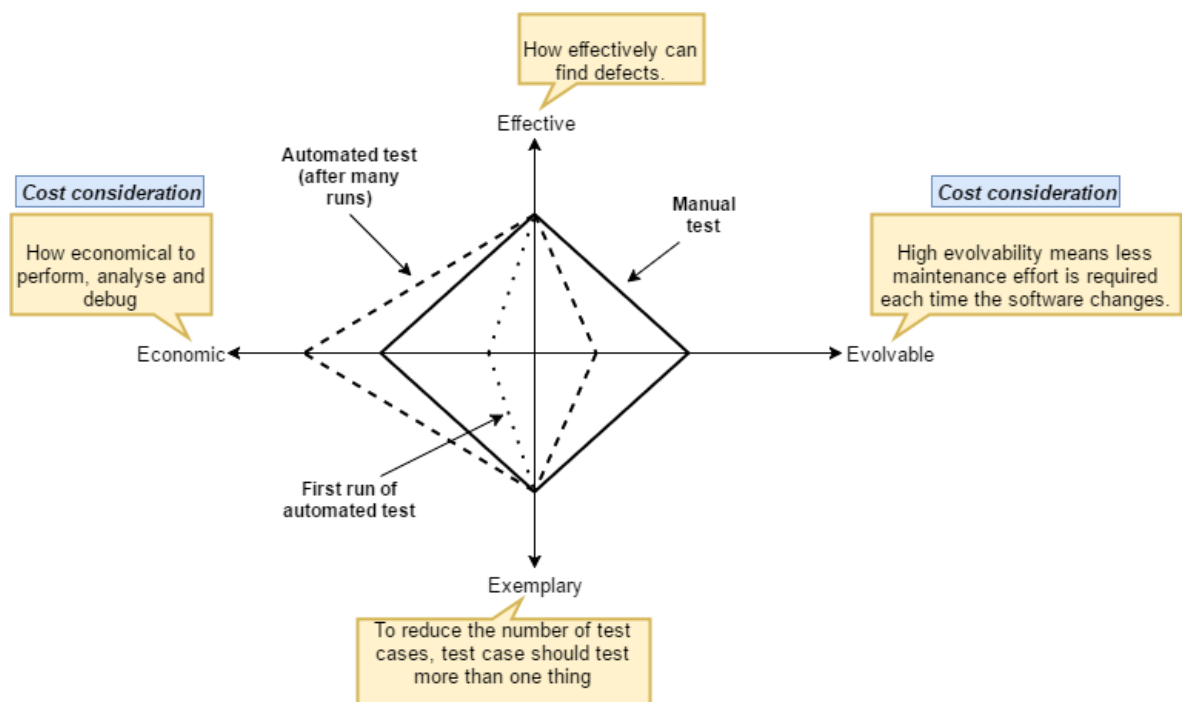 How effectively can
find defects.
Effective
Automated test
(after many
runs)
Cost consideration
Cost consideration
Manual
test
How economical to
perform, analyse and
debug
High evolvability means less
maintenance effort is required
each time the software changes.
Economic
Evolvable
First run of
automated test
Exemplary
To reduce the number of test
cases, test case should test
more than one thing